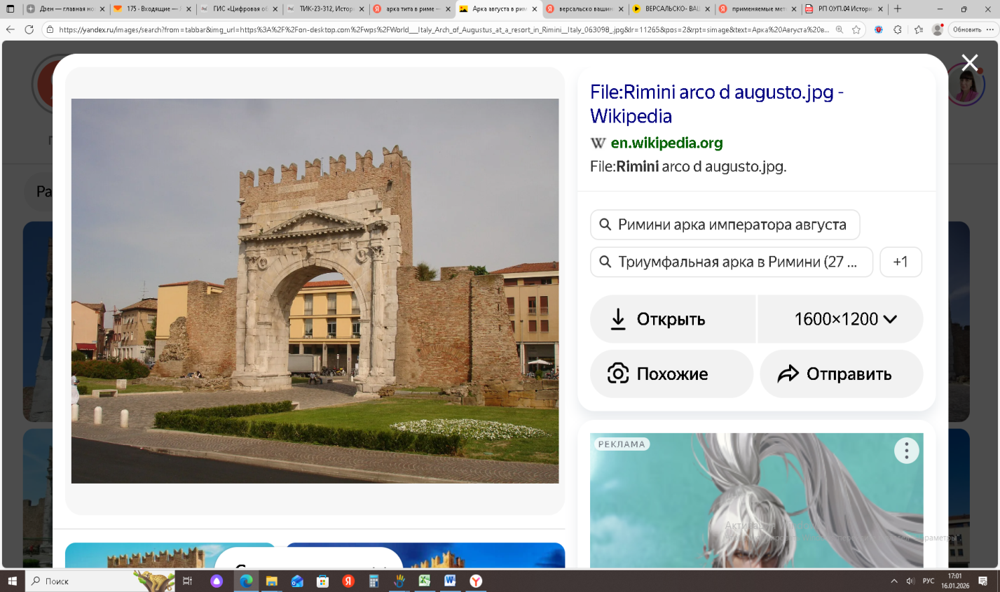 Дзен — главная но
175 - Входящие —
ГИС «Цифровая об
ТИК-23-312, Истори
арка тита в риме —
Арка августа в рим
версальско вашин
ВЕРСАЛЬСКО- ВАШ
применяемые мет
РП ОУП.04 Истори
https://yandex.ru/images/search?from=tabbar&img_url=https%3A%2F%2Fon-desktop.com%2Fwps%2FWorld___Italy_Arch_of_Augustus_at_a_resort_in_Rimini__Italy_063098_.jpg&lr=11265&pos=2&rpt=simage&text=Арка%20Августа%20в...
Обновить
File:Rimini arco d augusto.jpg -
Wikipedia
W en.wikipedia.org
File:Rimini arco d augusto.jpg.
Ра
Римини арка императора августа
Триумфальная арка в Римини (27 ...
+1
Открыть
1600×1200
Похожие
Отправить
РЕКЛАМА
Поиск
РУС
17:01
16.01.2026